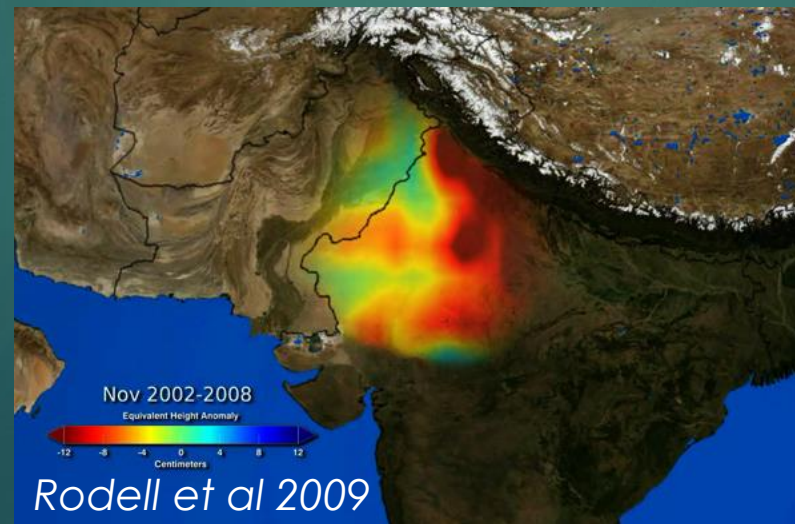 Nov 2002-2008
Equivalent Height Anomaly
-12 -8 -4 0 4 8 12
Centimeters
Rodell et al 2009